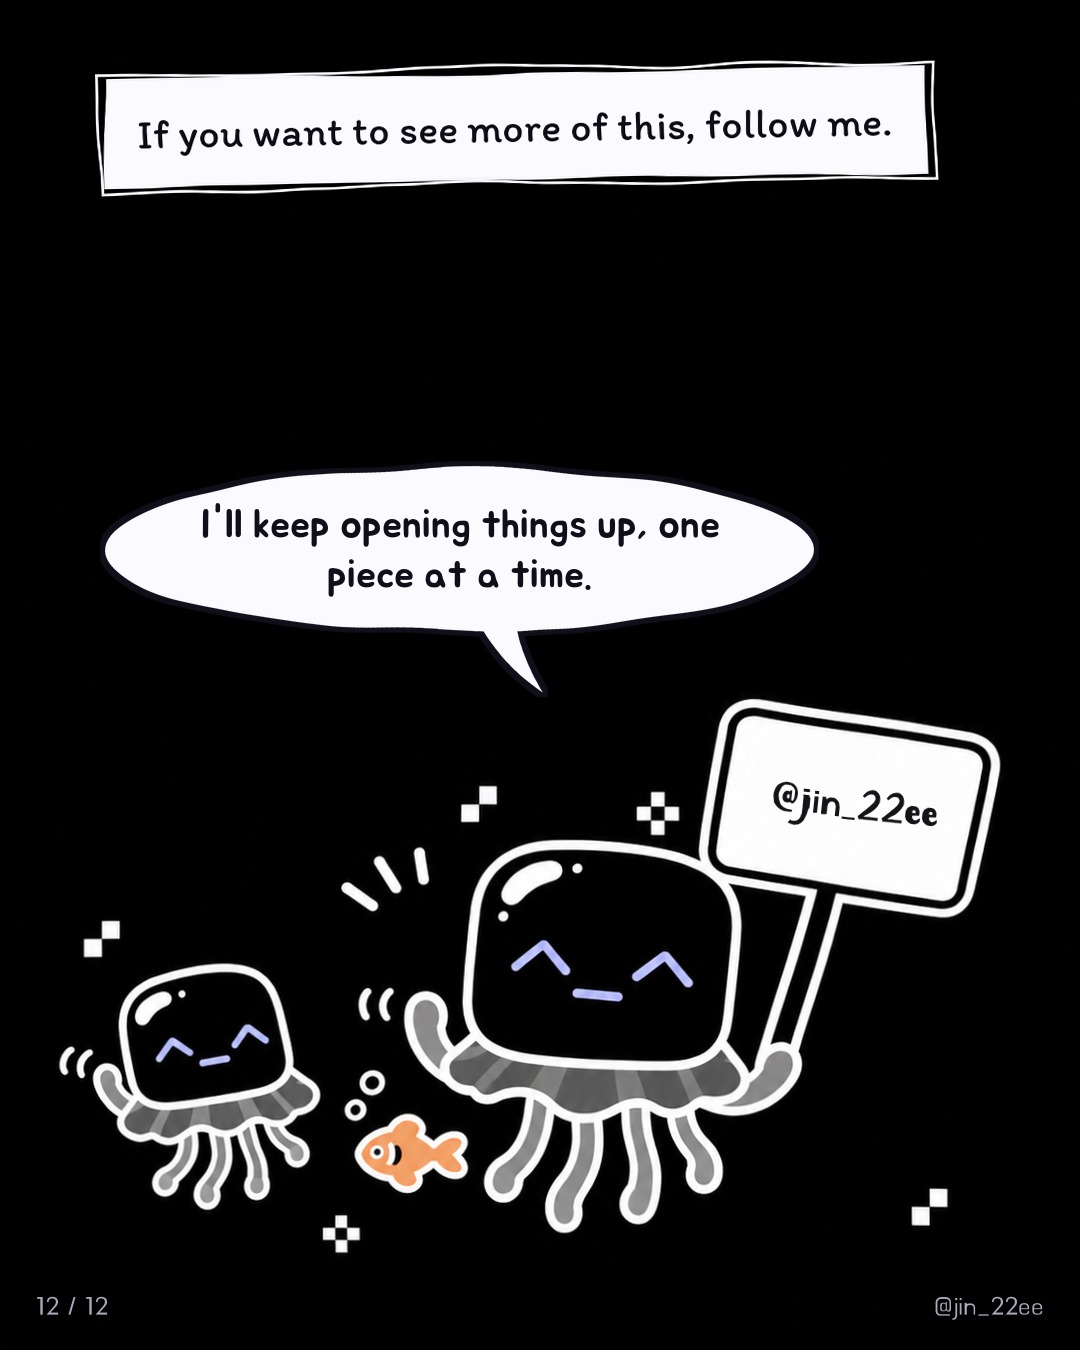 If you want to see more of this, follow me.
I'll keep opening things up, one
piece at a time.
@jin_22ee
12 / 12
@jin_22ee